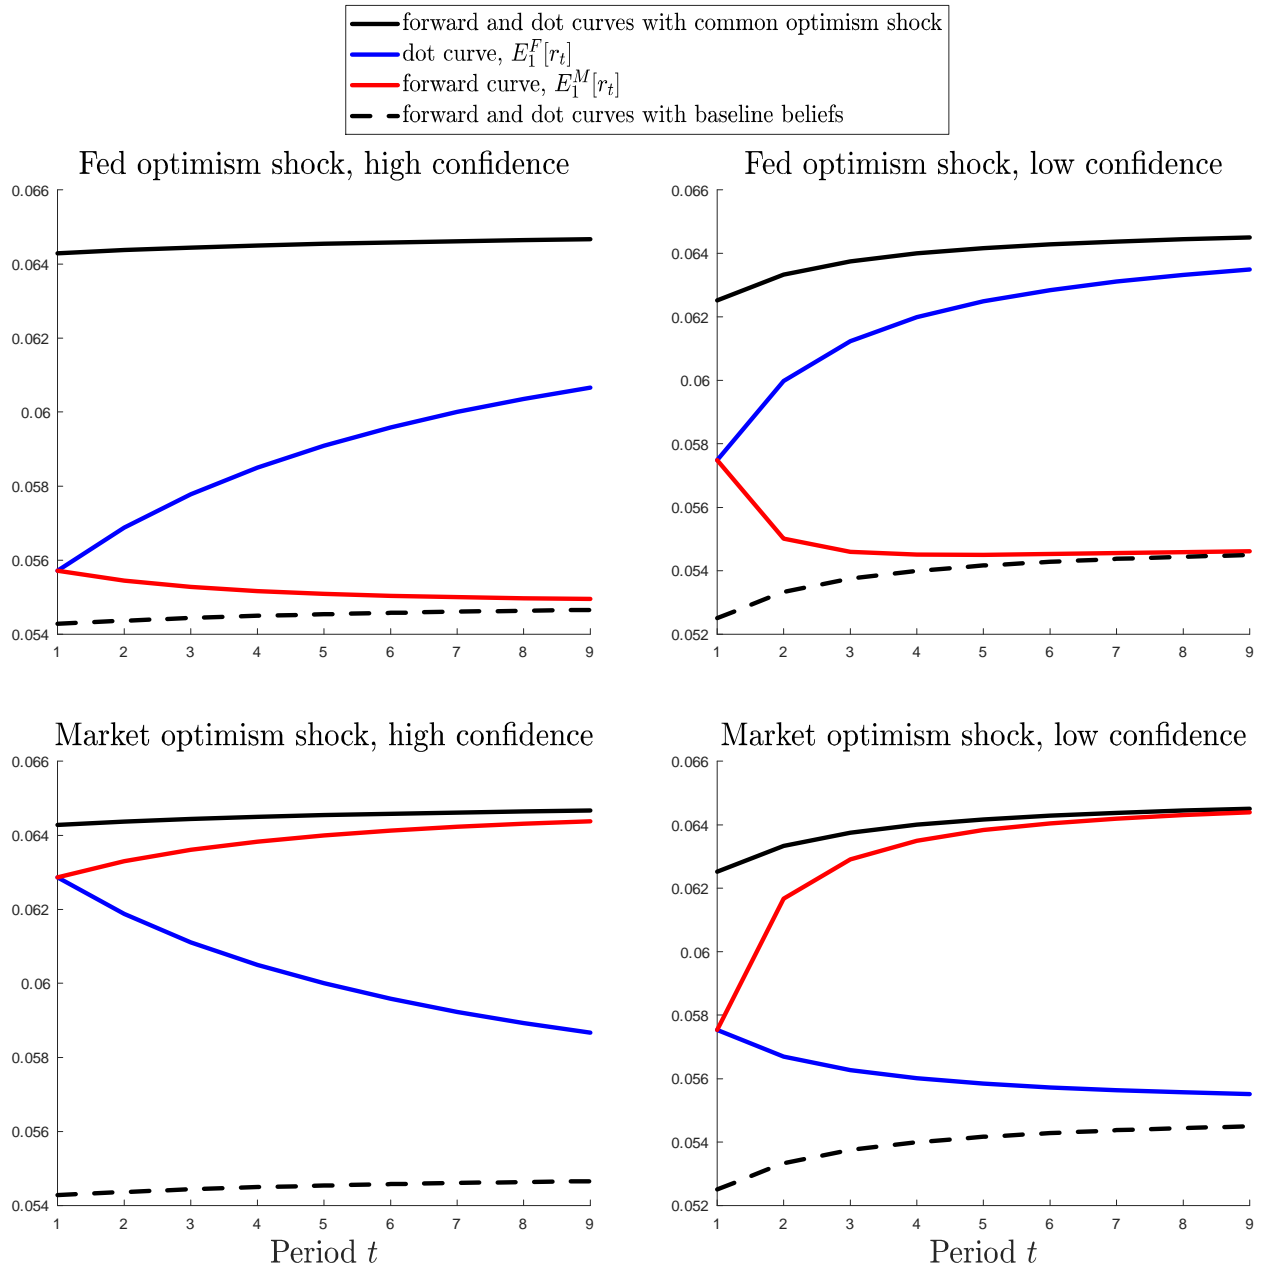 forward and dot curves with common optimism shock
dot curve, $E_1^F[r_t]$
forward curve, $E_1^M[r_t]$
forward and dot curves with baseline beliefs
Fed optimism shock, high confidence
0.066
0.064
0.062
0.06
0.058
0.056
0.054
1 2 3 4 5 6 7 8 9
Fed optimism shock, low confidence
0.066
0.064
0.062
0.06
0.058
0.056
0.054
0.052
1 2 3 4 5 6 7 8 9
Market optimism shock, high confidence
0.066
0.064
0.062
0.06
0.058
0.056
0.054
1 2 3 4 5 6 7 8 9
Period t
Market optimism shock, low confidence
0.066
0.064
0.062
0.06
0.058
0.056
0.054
0.052
1 2 3 4 5 6 7 8 9
Period t